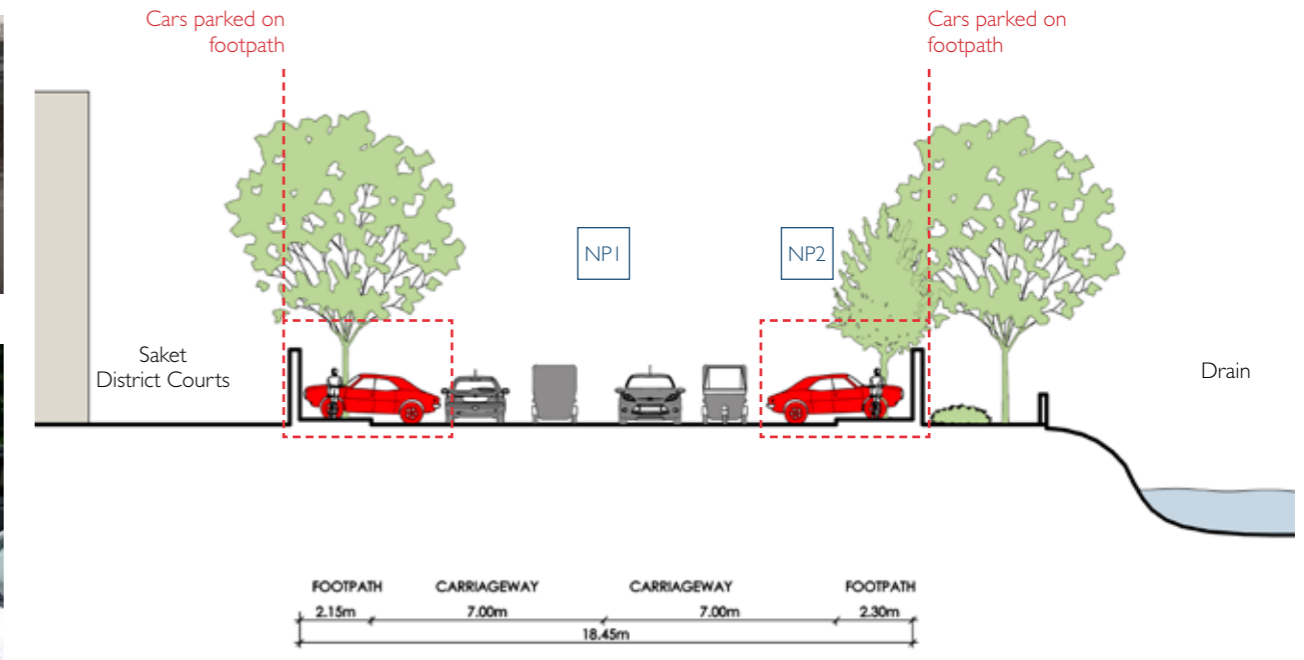 Cars parked on
footpath
Cars parked on
footpath
NP1
NP2
Saket
District Courts
Drain
FOOTPATH CARRIAGEWAY CARRIAGEWAY FOOTPATH
2.15m 7.00m 7.00m 2.30m
18.45m